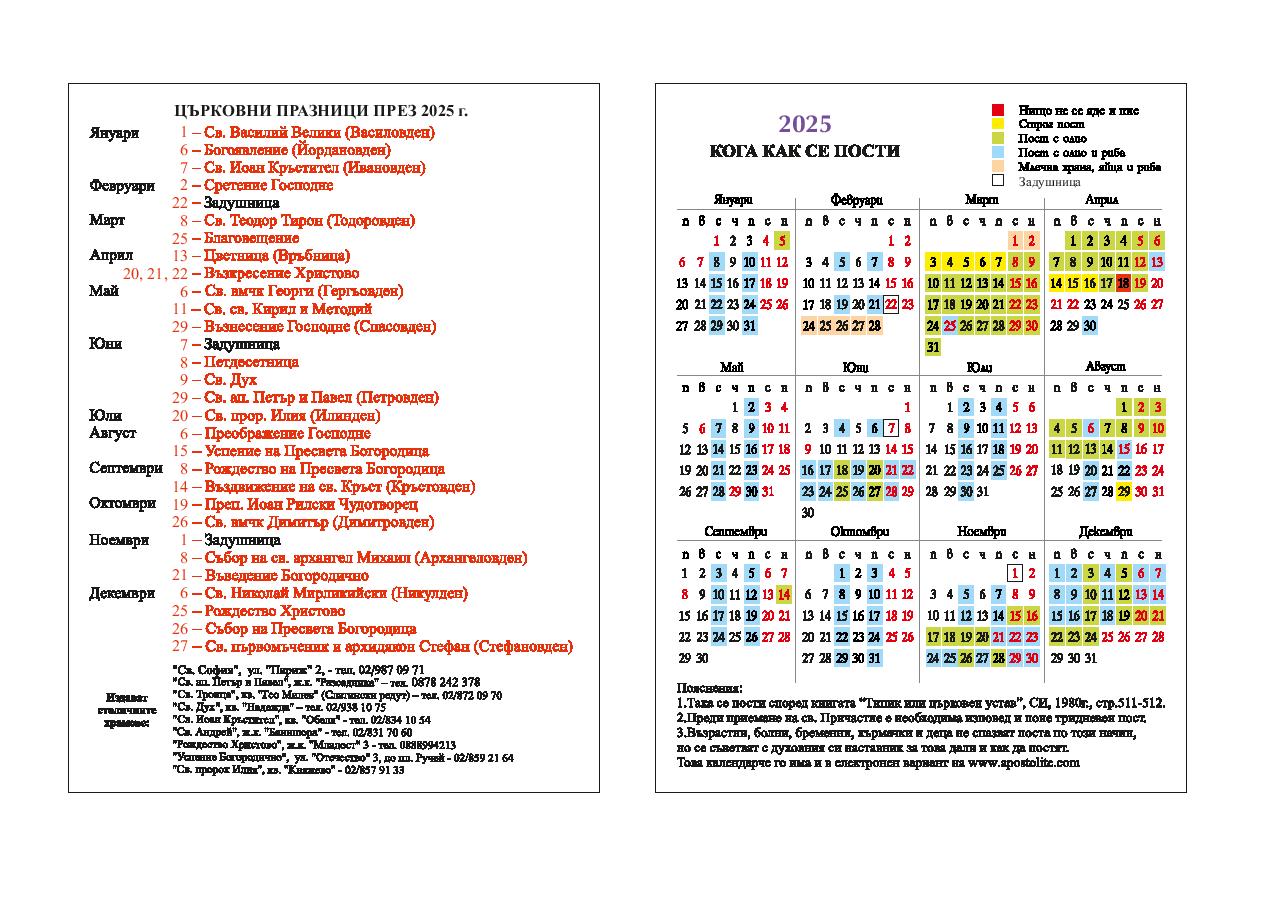 ЦЪРКОВНИ ПРАЗНИЦИ ПРЕЗ 2025 г.
Януари 1 – Св. Василий Велики (Василовден)
6 – Богоявление (Йордановден)
7 – Св. Иоан Кръстител (Ивановден)
Февруари 2 – Сретение Господне
22 – Задушница
Март 8 – Св. Теодор Тирон (Тодоровден)
25 – Благовещение
Април 13 – Цветница (Връбница)
20, 21, 22 – Възкресение Христово
Май 6 – Св. вмчк Георги (Гергьовден)
11 – Св. св. Кирил и Методий
29 – Възнесение Господне (Спасовден)
Юни 7 – Задушница
8 – Петдесетница
9 – Св. Дух
29 – Св. ап. Петър и Павел (Петровден)
Юли 20 – Св. прор. Илия (Илинден)
Август 6 – Преображение Господне
15 – Успение на Пресвета Богородица
Септември 8 – Рождество на Пресвета Богородица
14 – Въздвижение на св. Кръст (Кръстовден)
Октомври 19 – Преп. Иоан Рилски Чудотворец
26 – Св. вмчк Димитър (Димитровден)
Ноември 1 – Задушница
8 – Събор на св. архангел Михаил (Архангеловден)
21 – Въведение Богородично
Декември 6 – Св. Николай Мирликийски (Никулден)
25 – Рождество Христово
26 – Събор на Пресвета Богородица
27 – Св. първомъченик и архидякон Стефан (Стефановден)
Издават
столичните
храмове:
"Св. София", ул. "Париж" 2, - тел. 02/987 09 71
"Св. ап. Петър и Павел", ж.к. "Разсадника" – тел. 0878 242 378
"Св. Троица", кв. "Гео Милев" (Слатински редут) – тел. 02/872 09 70
"Св. Дух", кв. "Надежда" – тел. 02/938 10 75
"Св. Иоан Кръстител", кв. "Обеля" - тел. 02/834 10 54
"Св. Андрей", ж.к. "Банишора" - тел. 02/831 70 60
"Рождество Христово", ж.к. "Младост" 3 - тел. 0888994213
"Успение Богородично", ул. "Отечество" 3, до пл. Ручей - 02/859 21 64
"Св. пророк Илия", кв. "Княжево" - 02/857 91 33
2025
КОГА КАК СЕ ПОСТИ
Нищо не се яде и пие
Строг пост
Пост с олио
Пост с олио и риба
Млечна храна, яйца и риба
Задушница
Януари Февруари Март Април
п в с ч п с н п в с ч п с н п в с ч п с н п в с ч п с н
1 2 3 4 5 1 2 1 2 1 2 3 4 5 6
6 7 8 9 10 11 12 3 4 5 6 7 8 9 3 4 5 6 7 8 9 7 8 9 10 11 12 13
13 14 15 16 17 18 19 10 11 12 13 14 15 16 10 11 12 13 14 15 16 14 15 16 17 18 19 20
20 21 22 23 24 25 26 17 18 19 20 21 22 23 17 18 19 20 21 22 23 21 22 23 24 25 26 27
27 28 29 30 31 24 25 26 27 28 24 25 26 27 28 29 30 28 29 30
31
Май Юни Юли Август
п в с ч п с н п в с ч п с н п в с ч п с н п в с ч п с н
1 2 3 4 1 1 2 3 4 5 6 1 2 3
5 6 7 8 9 10 11 2 3 4 5 6 7 8 7 8 9 10 11 12 13 4 5 6 7 8 9 10
12 13 14 15 16 17 18 9 10 11 12 13 14 15 14 15 16 17 18 19 20 11 12 13 14 15 16 17
19 20 21 22 23 24 25 16 17 18 19 20 21 22 21 22 23 24 25 26 27 18 19 20 21 22 23 24
26 27 28 29 30 31 23 24 25 26 27 28 29 28 29 30 31 25 26 27 28 29 30 31
30
Септември Октомври Ноември Декември
п в с ч п с н п в с ч п с н п в с ч п с н п в с ч п с н
1 2 3 4 5 6 7 1 2 3 4 5 1 2 1 2 3 4 5 6 7
8 9 10 11 12 13 14 6 7 8 9 10 11 12 3 4 5 6 7 8 9 8 9 10 11 12 13 14
15 16 17 18 19 20 21 13 14 15 16 17 18 19 10 11 12 13 14 15 16 15 16 17 18 19 20 21
22 23 24 25 26 27 28 20 21 22 23 24 25 26 17 18 19 20 21 22 23 22 23 24 25 26 27 28
29 30 27 28 29 30 31 24 25 26 27 28 29 30 29 30 31
Пояснения:
1.Така се пости според книгата “Типик или църковен устав”, СИ, 1980г., стр.511-512.
2.Преди приемане на св. Причастие е необходима изповед и поне тридневен пост.
3.Възрастни, болни, бременни, кърмачки и деца не спазват поста по този начин,
но се съветват с духовния си наставник за това дали и как да постят.
Това календарче го има и в електронен вариант на www.apostolite.com